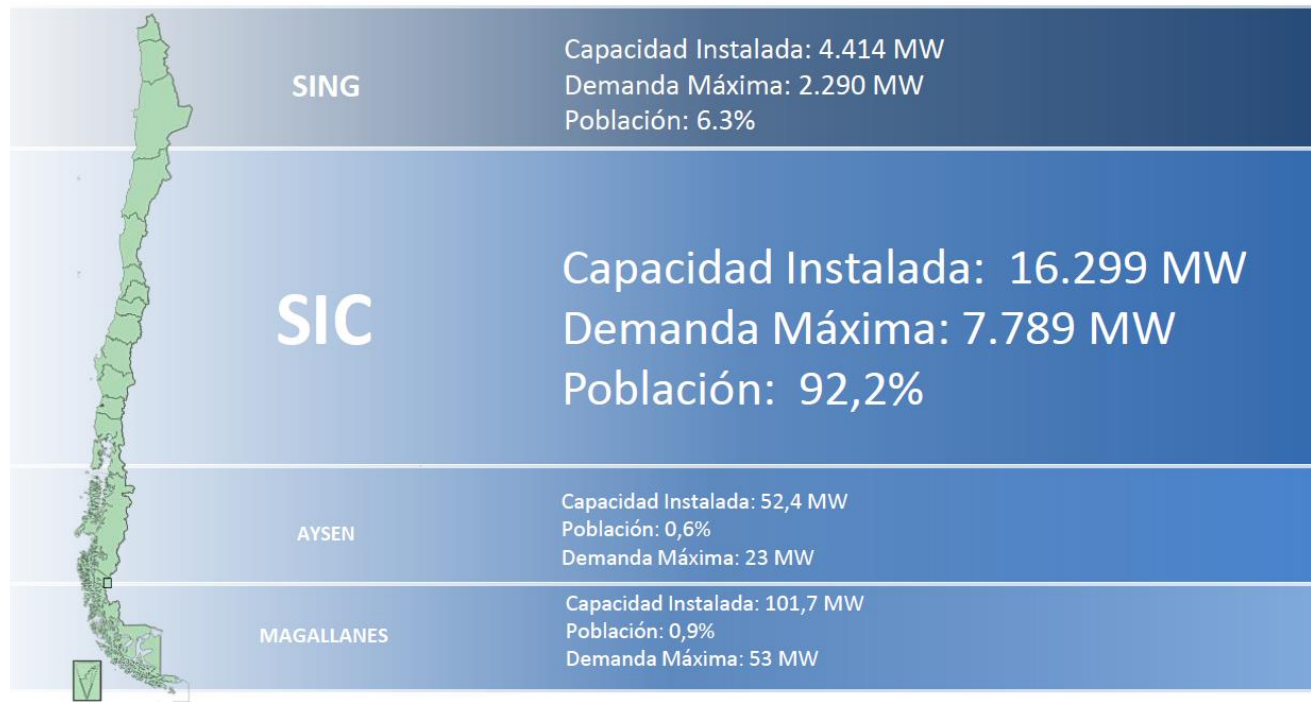 SING
Capacidad Instalada: 4.414 MW
Demanda Máxima: 2.290 MW
Población: 6.3%
SIC
Capacidad Instalada: 16.299 MW
Demanda Máxima: 7.789 MW
Población: 92,2%
AYSEN
Capacidad Instalada: 52,4 MW
Población: 0,6%
Demanda Máxima: 23 MW
MAGALLANES
Capacidad Instalada: 101,7 MW
Población: 0,9%
Demanda Máxima: 53 MW